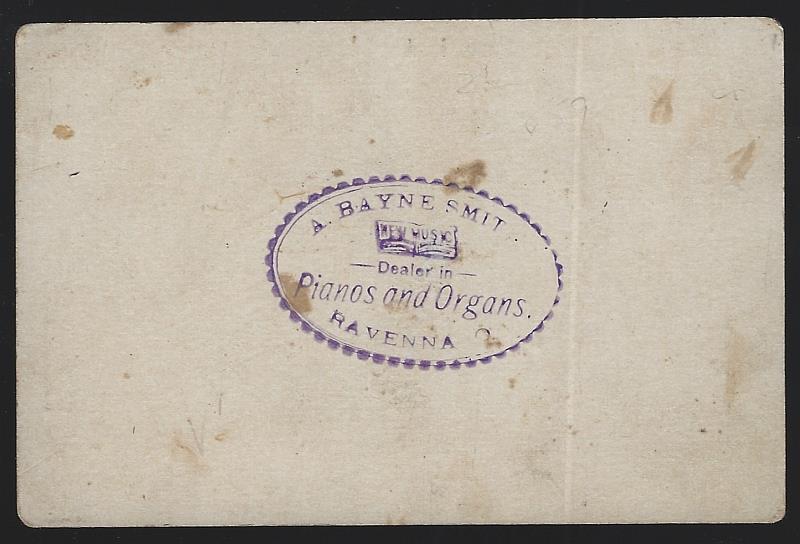 A. BAYNE SMIT
NEW MUSIC
Dealer in
Pianos and Organs.
RAVENNA